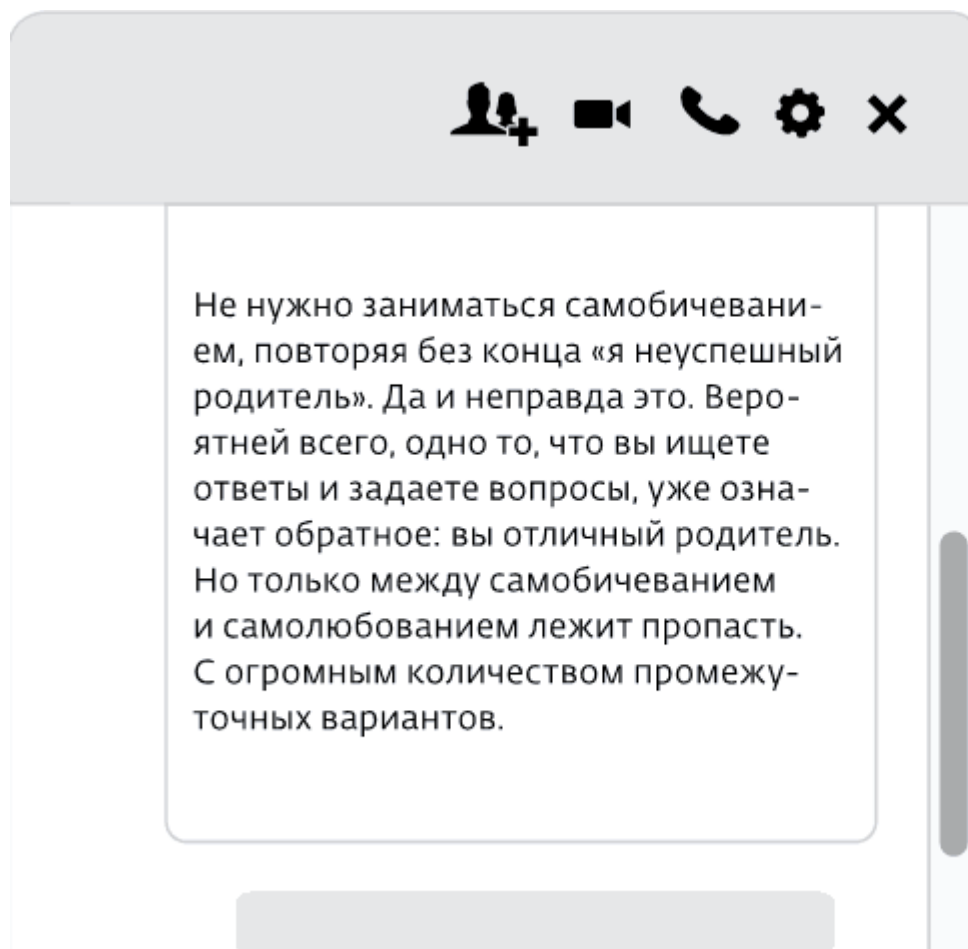 Не нужно заниматься самобичевани-
ем, повторяя без конца «я неуспешный
родитель». Да и неправда это. Веро-
ятней всего, одно то, что вы ищете
ответы и задаете вопросы, уже озна-
чает обратное: вы отличный родитель.
Но только между самобичеванием
и самолюбованием лежит пропасть.
С огромным количеством промежу-
точных вариантов.